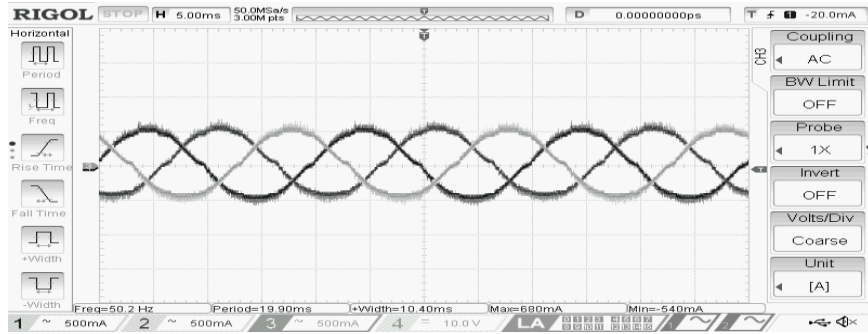 RIGOL STOP H 5.00ms 50.0MSa/s 3.00M pts D 0.00000000ps T 1 -20.0mA
Horizontal
Period
Freq
Rise Time
Fall Time
+Width
-Width
T
CH3
Coupling
AC
BW Limit
OFF
Probe
1X
Invert
OFF
Volts/Div
Coarse
Unit
[A]
Freq=50.2 Hz Period=19.90ms +Width=10.40ms Max=680mA Min=-540mA
1 ~ 500mA 2 ~ 500mA 3 ~ 500mA 4 = 10.0 V LA